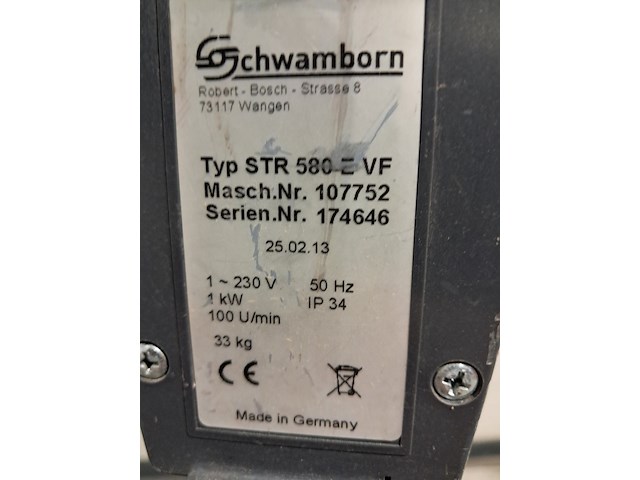 Schwamborn
Robert - Bosch - Strasse 8
73117 Wangen
Typ STR 580 E VF
Masch.Nr. 107752
Serien.Nr. 174646
25.02.13
1 ~ 230 V 50 Hz
1 kW IP 34
100 U/min
33 kg
CE
Made in Germany